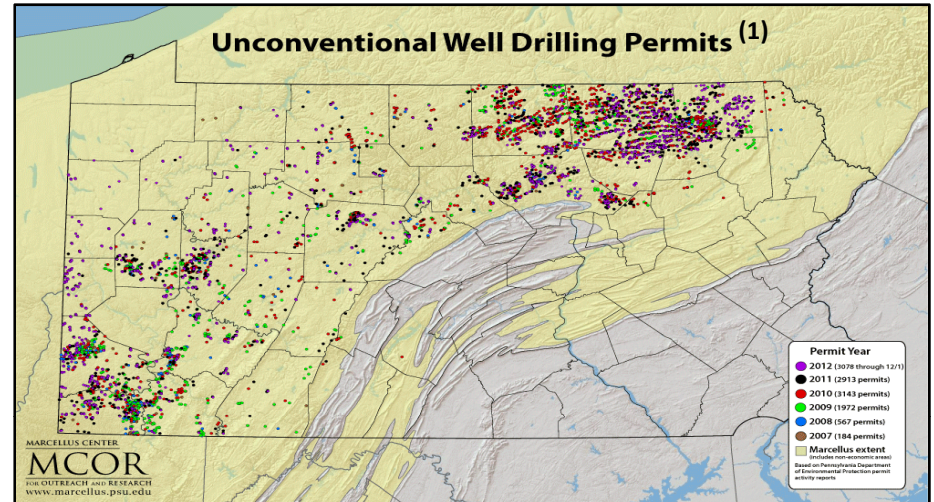 Unconventional Well Drilling Permits (1)
Permit Year
2012 (3078 through 12/1)
2011 (2913 permits)
2010 (3143 permits)
2009 (1972 permits)
2008 (567 permits)
2007 (184 permits)
Marcellus extent
(includes non-economic areas)
Based on Pennsylvania Department
of Environmental Protection permit
activity reports
MARCELLUS CENTER
MCOR
FOR OUTREACH AND RESEARCH
www.marcellus.psu.edu